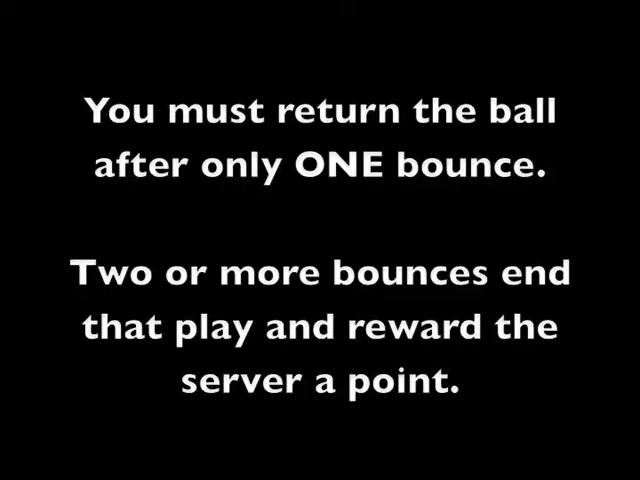 You must return the ball
after only ONE bounce.
Two or more bounces end
that play and reward the
server a point.